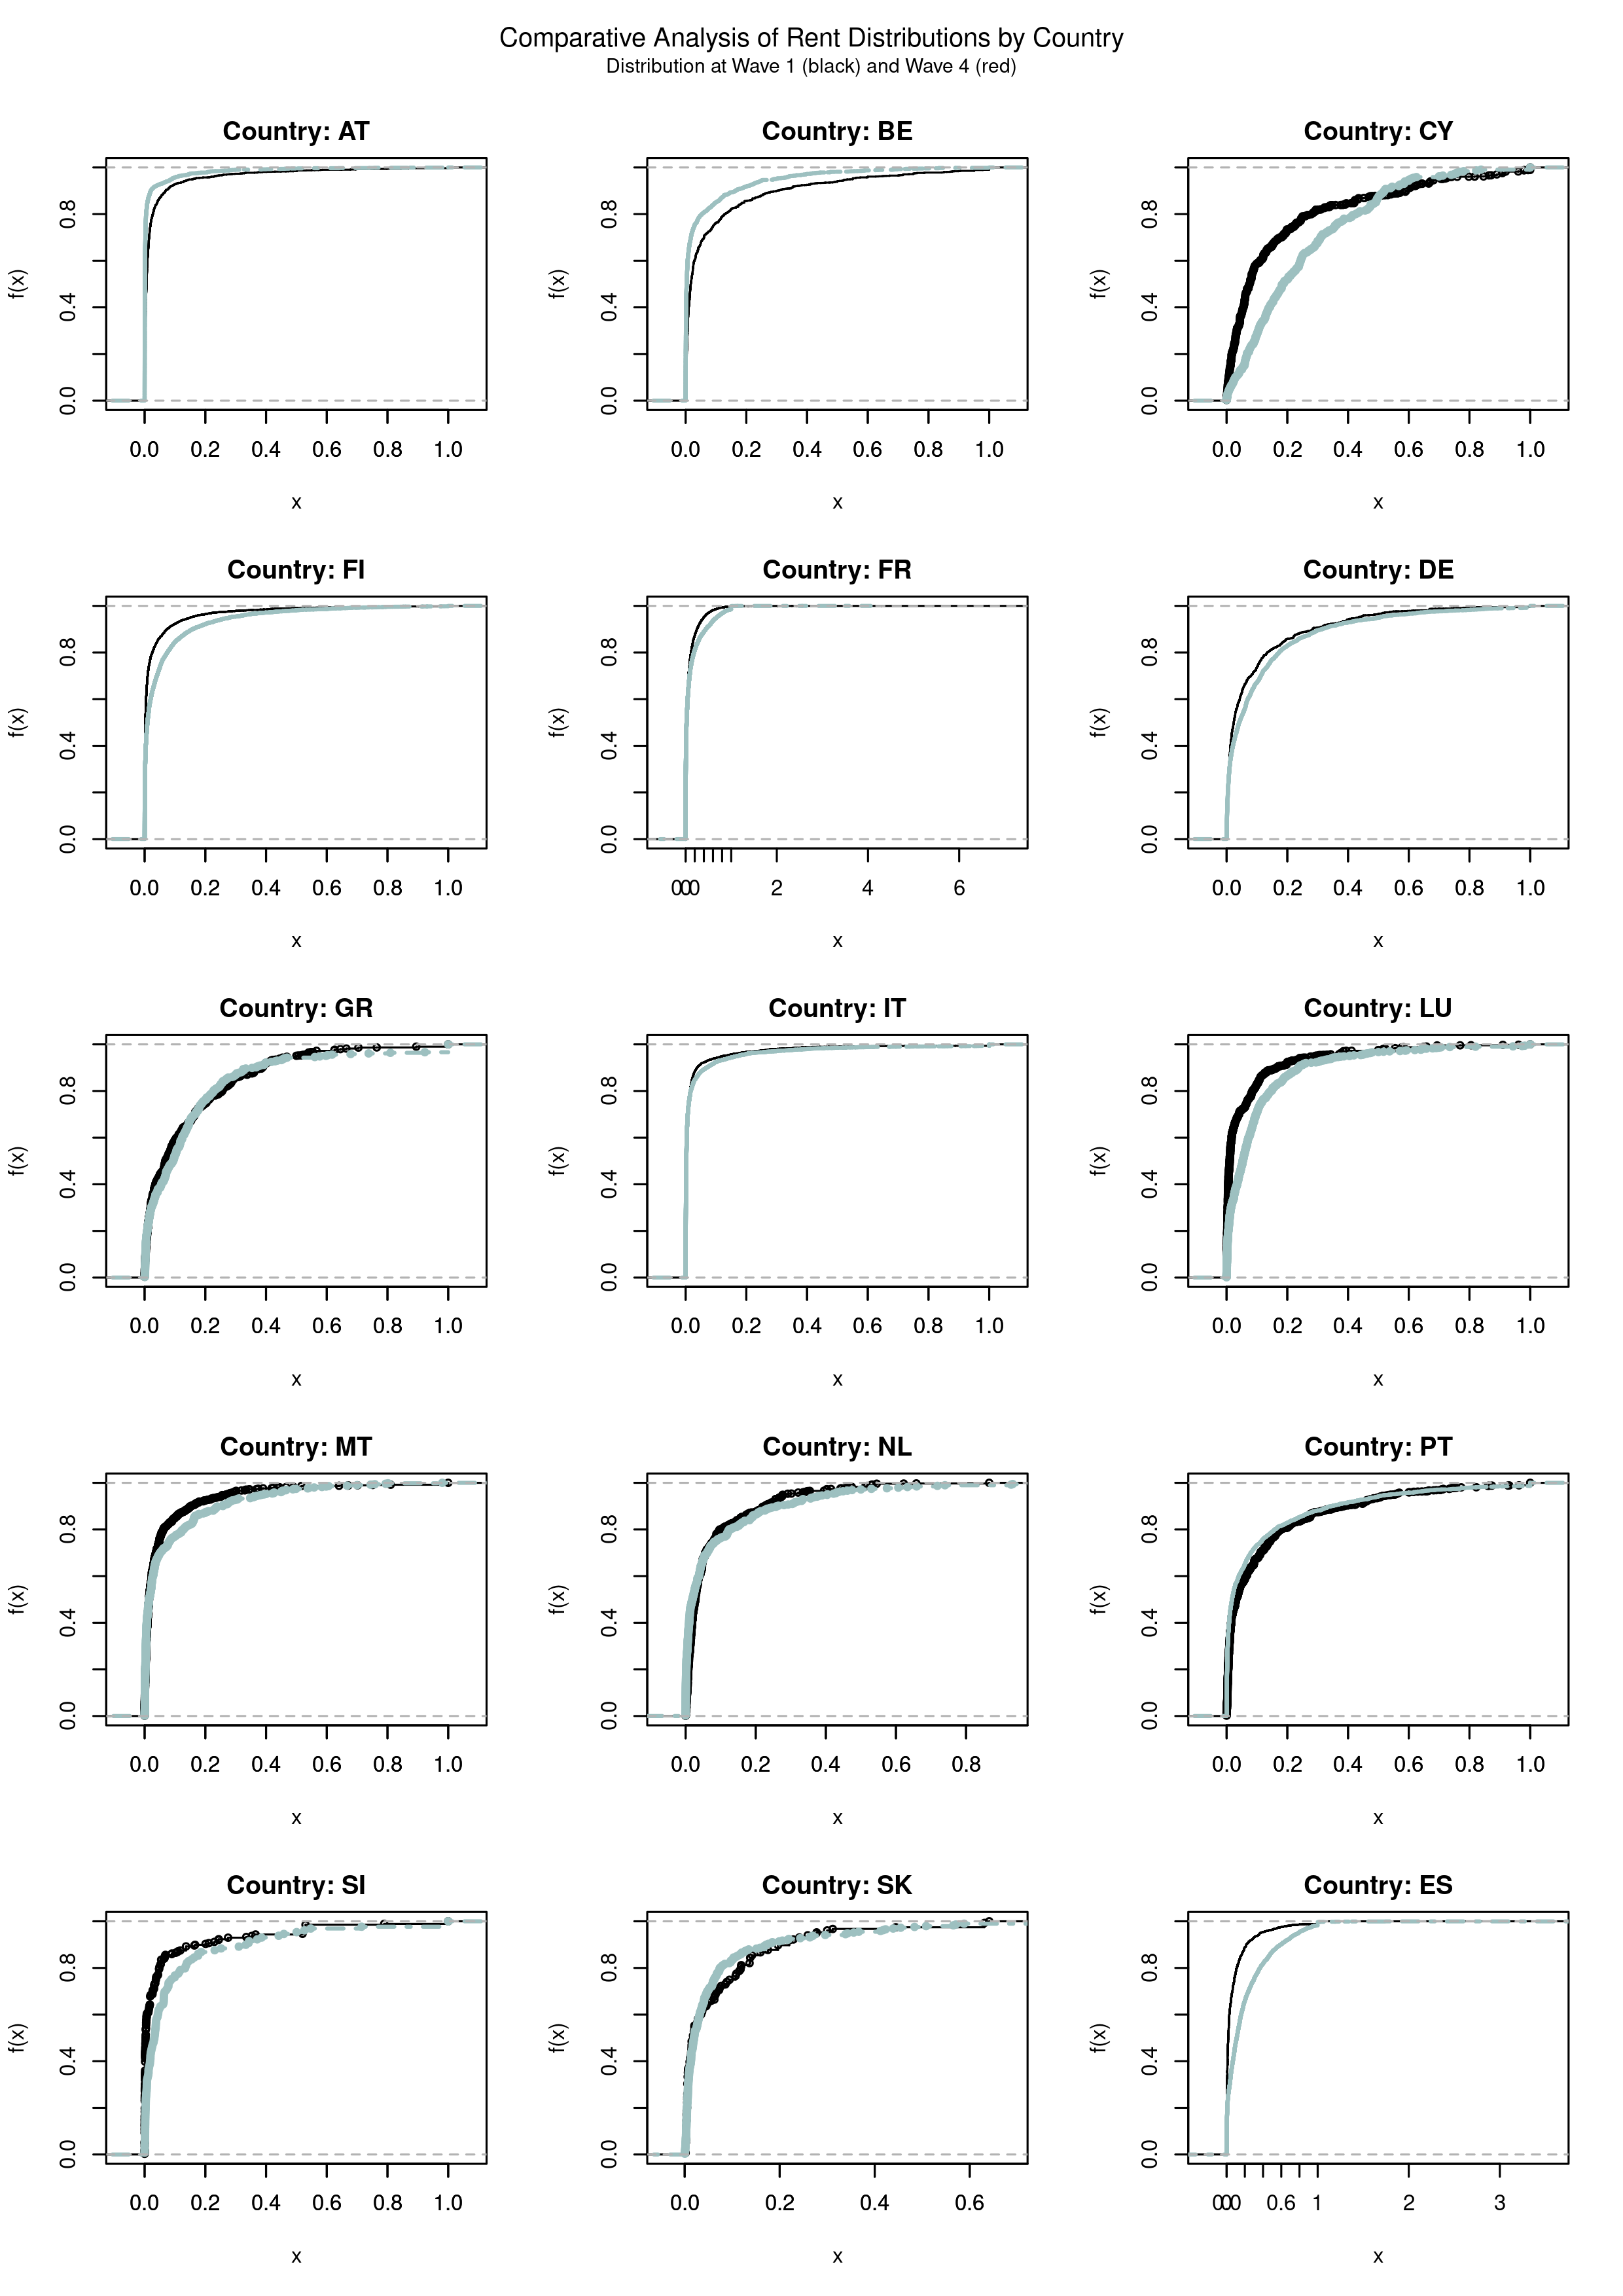 Comparative Analysis of Rent Distributions by Country
Distribution at Wave 1 (black) and Wave 4 (red)
Country: AT
f(x)
0.0 0.4 0.8
0.0 0.2 0.4 0.6 0.8 1.0
x
Country: BE
f(x)
0.0 0.4 0.8
0.0 0.2 0.4 0.6 0.8 1.0
x
Country: CY
f(x)
0.0 0.4 0.8
0.0 0.2 0.4 0.6 0.8 1.0
x
Country: FI
f(x)
0.0 0.4 0.8
0.0 0.2 0.4 0.6 0.8 1.0
x
Country: FR
f(x)
0.0 0.4 0.8
2 4 6
x
Country: DE
f(x)
0.0 0.4 0.8
0.0 0.2 0.4 0.6 0.8 1.0
x
Country: GR
f(x)
0.0 0.4 0.8
0.0 0.2 0.4 0.6 0.8 1.0
x
Country: IT
f(x)
0.0 0.4 0.8
0.0 0.2 0.4 0.6 0.8 1.0
x
Country: LU
f(x)
0.0 0.4 0.8
0.0 0.2 0.4 0.6 0.8 1.0
x
Country: MT
f(x)
0.0 0.4 0.8
0.0 0.2 0.4 0.6 0.8 1.0
x
Country: NL
f(x)
0.0 0.4 0.8
0.0 0.2 0.4 0.6 0.8
x
Country: PT
f(x)
0.0 0.4 0.8
0.0 0.2 0.4 0.6 0.8 1.0
x
Country: SI
f(x)
0.0 0.4 0.8
0.0 0.2 0.4 0.6 0.8 1.0
x
Country: SK
f(x)
0.0 0.4 0.8
0.0 0.2 0.4 0.6
x
Country: ES
f(x)
0.0 0.4 0.8
0.6 1 2 3
x